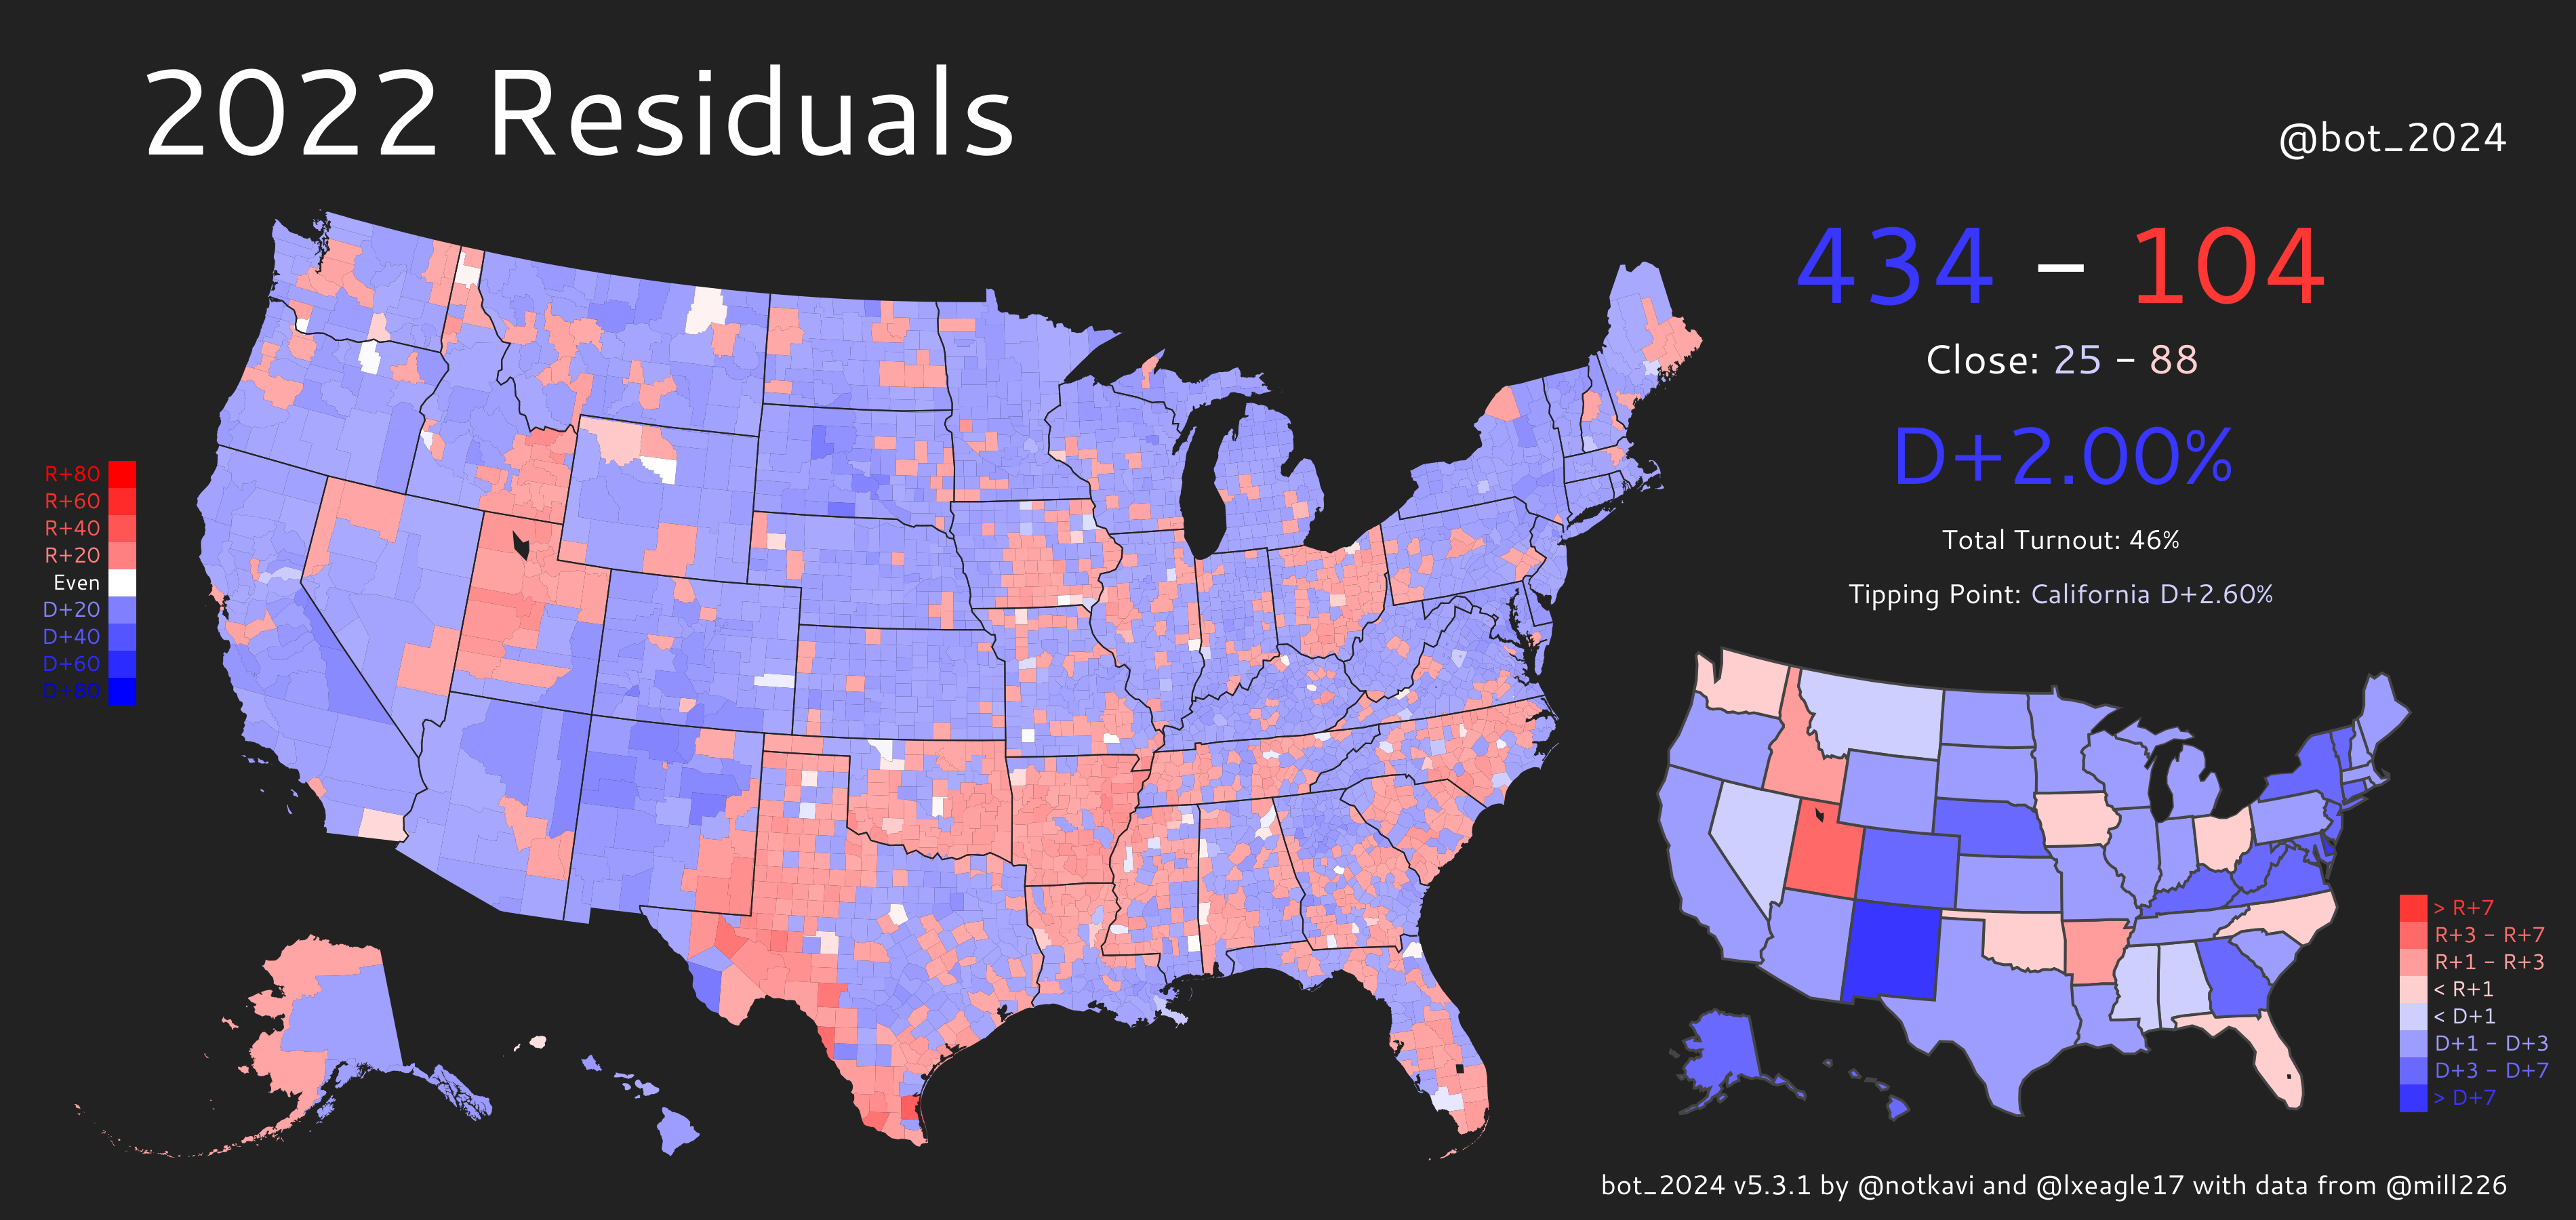 2022 Residuals
@bot_2024
434 – 104
Close: 25 – 88
D+2.00%
Total Turnout: 46%
Tipping Point: California D+2.60%
R+80
R+60
R+40
R+20
Even
D+20
D+40
D+60
D+80
> R+7
R+3 – R+7
R+1 – R+3
< R+1
< D+1
D+1 – D+3
D+3 – D+7
> D+7
bot_2024 v5.3.1 by @notkavi and @lxeagle17 with data from @mill226